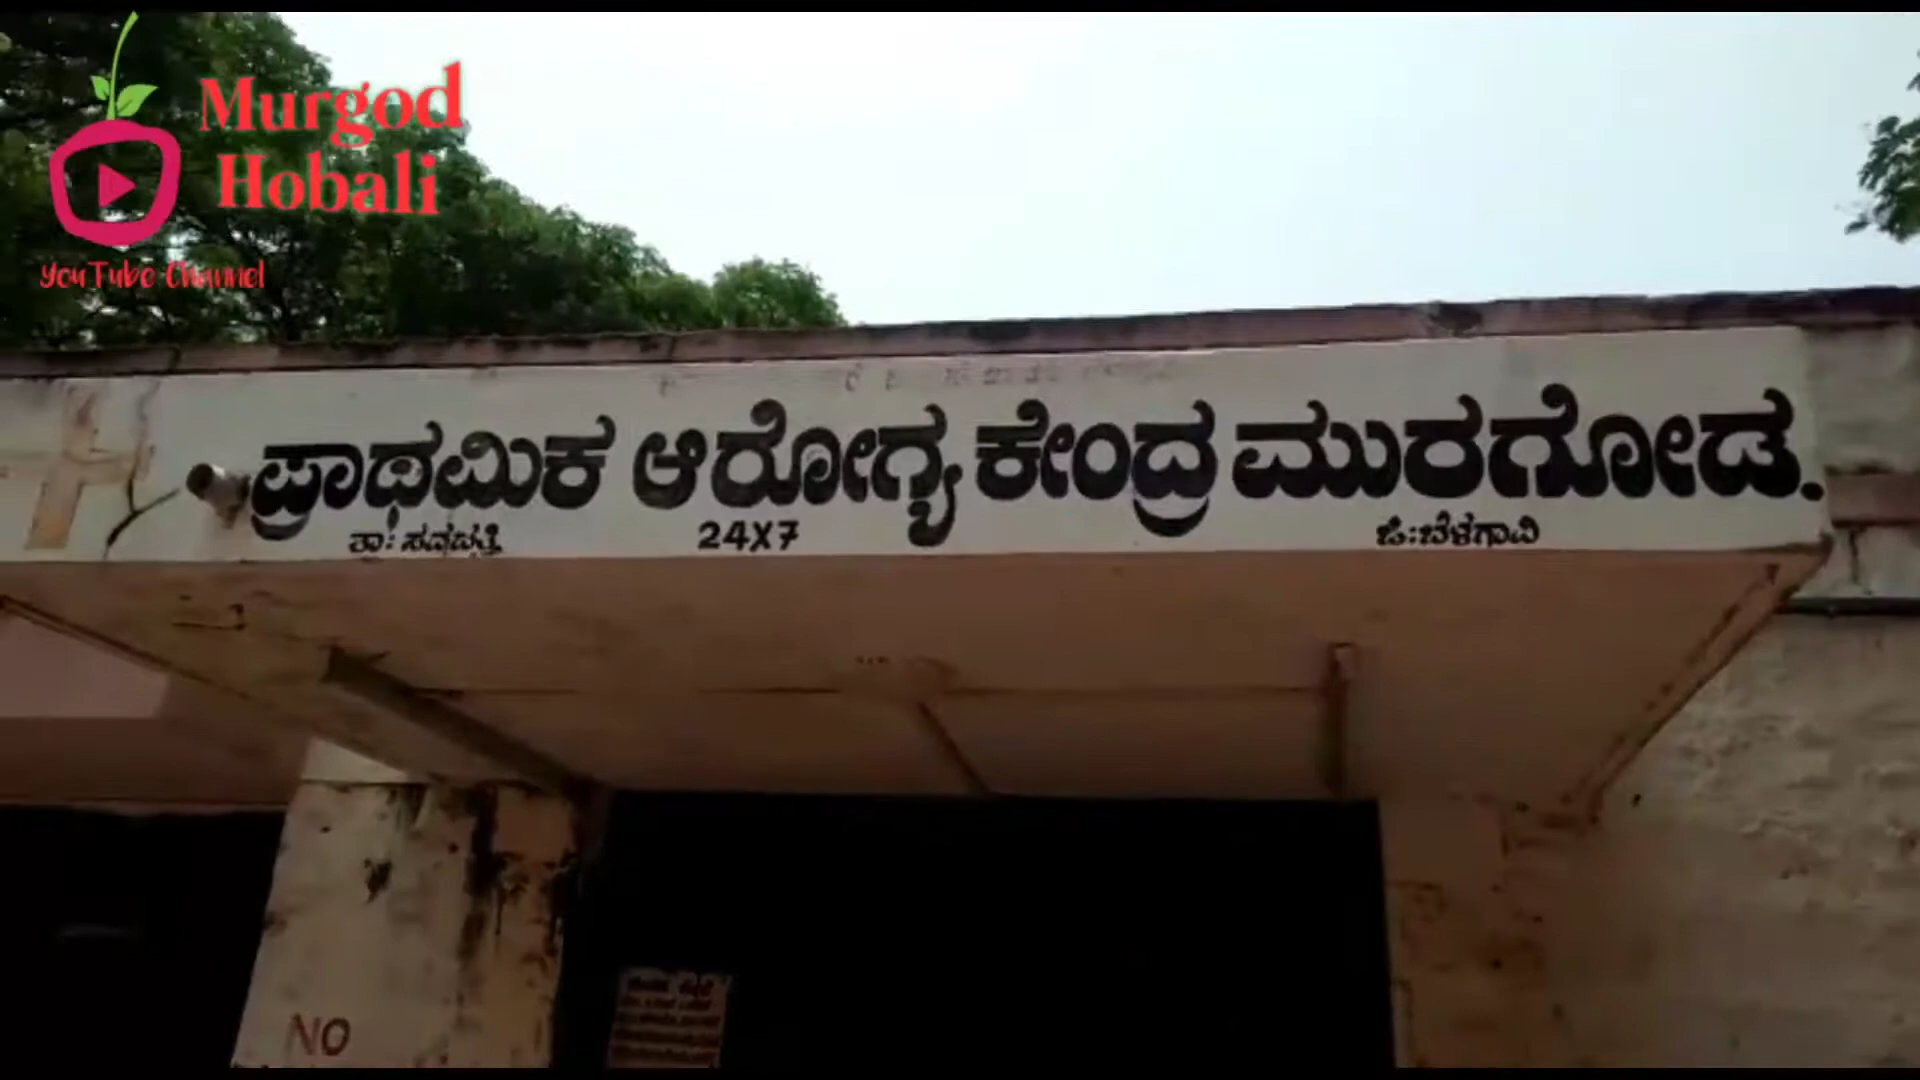 Murgod
Hobali
YouTube Channel
ಪ್ರಾಥಮಿಕ ಆರೋಗ್ಯ ಕೇಂದ್ರ ಮುರಗೋಡ.
ತಾ: ಸವದತ್ತಿ 24X7 ಜಿ:ಬೆಳಗಾವಿ
NO